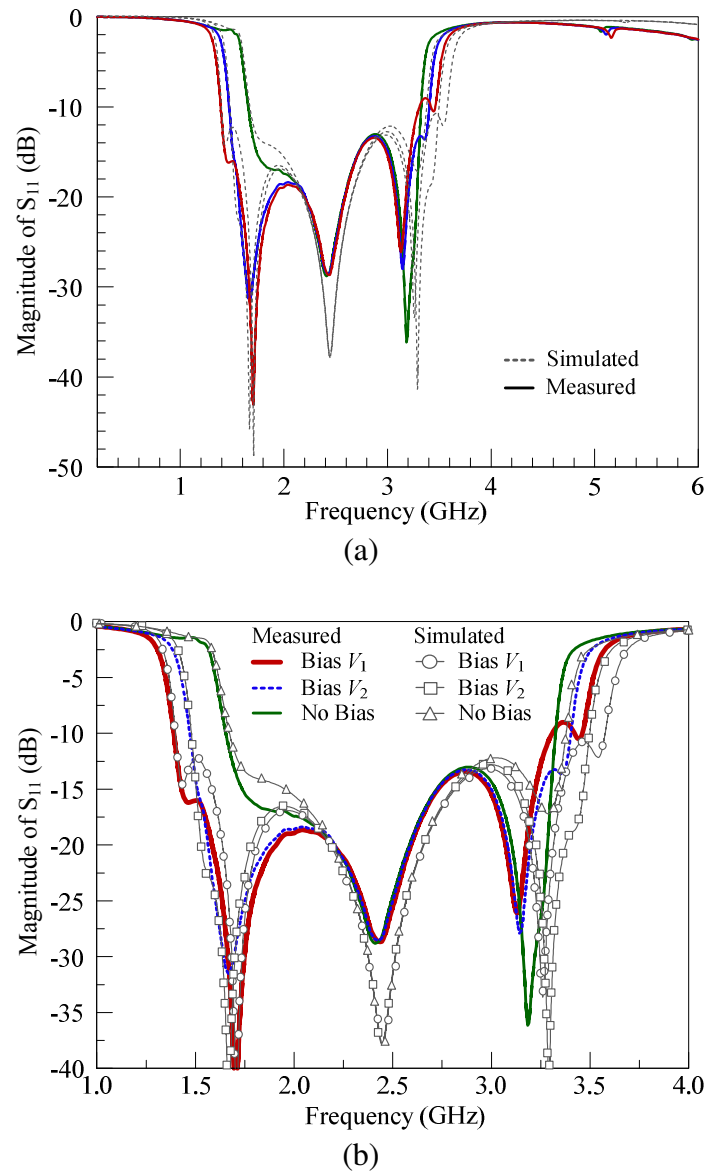 0
-10
-20
-30
-40
-50
Magnitude of S11 (dB)
Simulated
Measured
1 2 3 4 5 6
Frequency (GHz)
(a)
0
-5
-10
-15
-20
-25
-30
-35
-40
Magnitude of S11 (dB)
Measured Simulated
Bias V1 Bias V1
Bias V2 Bias V2
No Bias No Bias
1.0 1.5 2.0 2.5 3.0 3.5 4.0
Frequency (GHz)
(b)